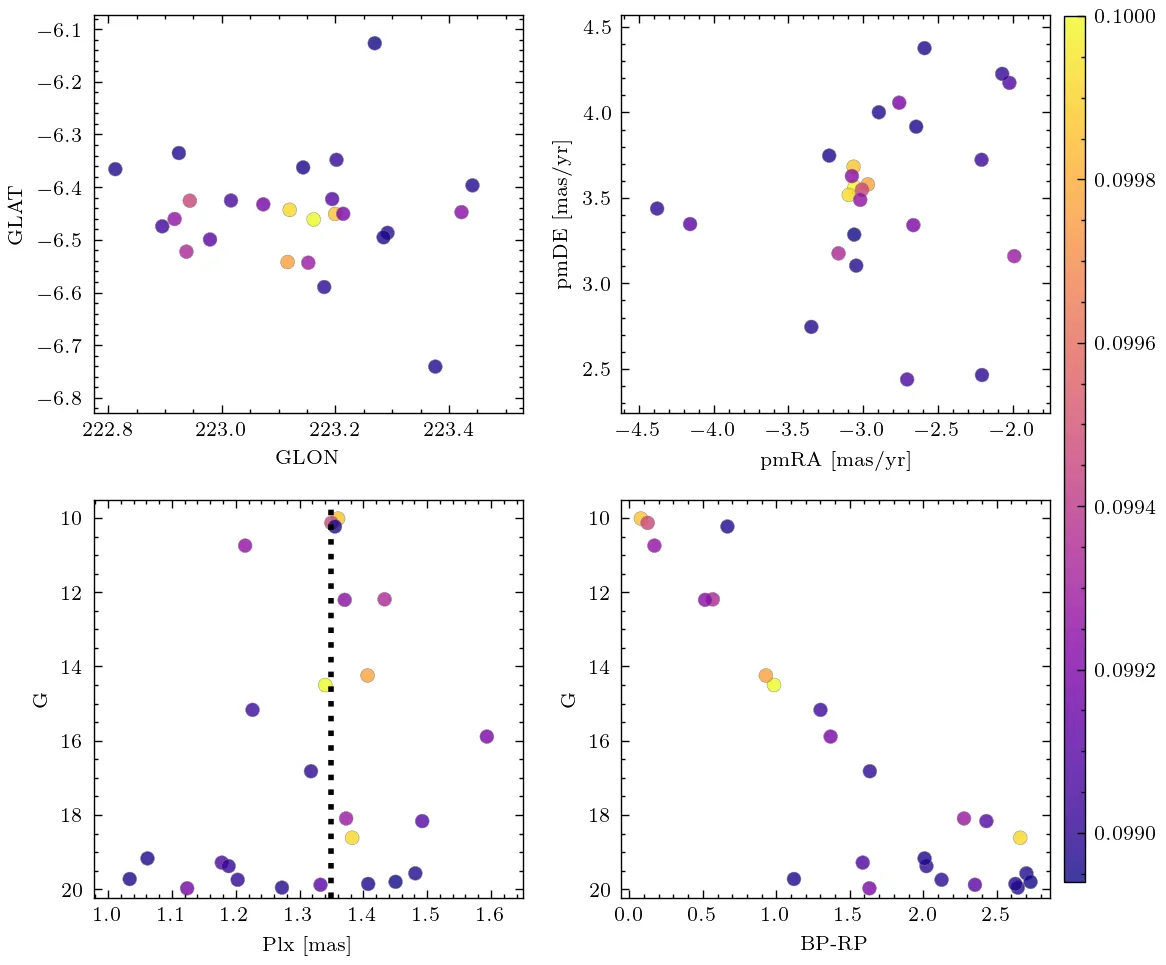 −6.1
−6.2
−6.3
−6.4
−6.5
−6.6
−6.7
−6.8
GLAT
222.8 223.0 223.2 223.4
GLON
4.5
4.0
3.5
3.0
2.5
pmDE [mas/yr]
−4.5 −4.0 −3.5 −3.0 −2.5 −2.0
pmRA [mas/yr]
10
12
14
16
18
20
G
1.0 1.1 1.2 1.3 1.4 1.5 1.6
Plx [mas]
10
12
14
16
18
20
G
0.0 0.5 1.0 1.5 2.0 2.5
BP-RP
0.1000
0.0998
0.0996
0.0994
0.0992
0.0990